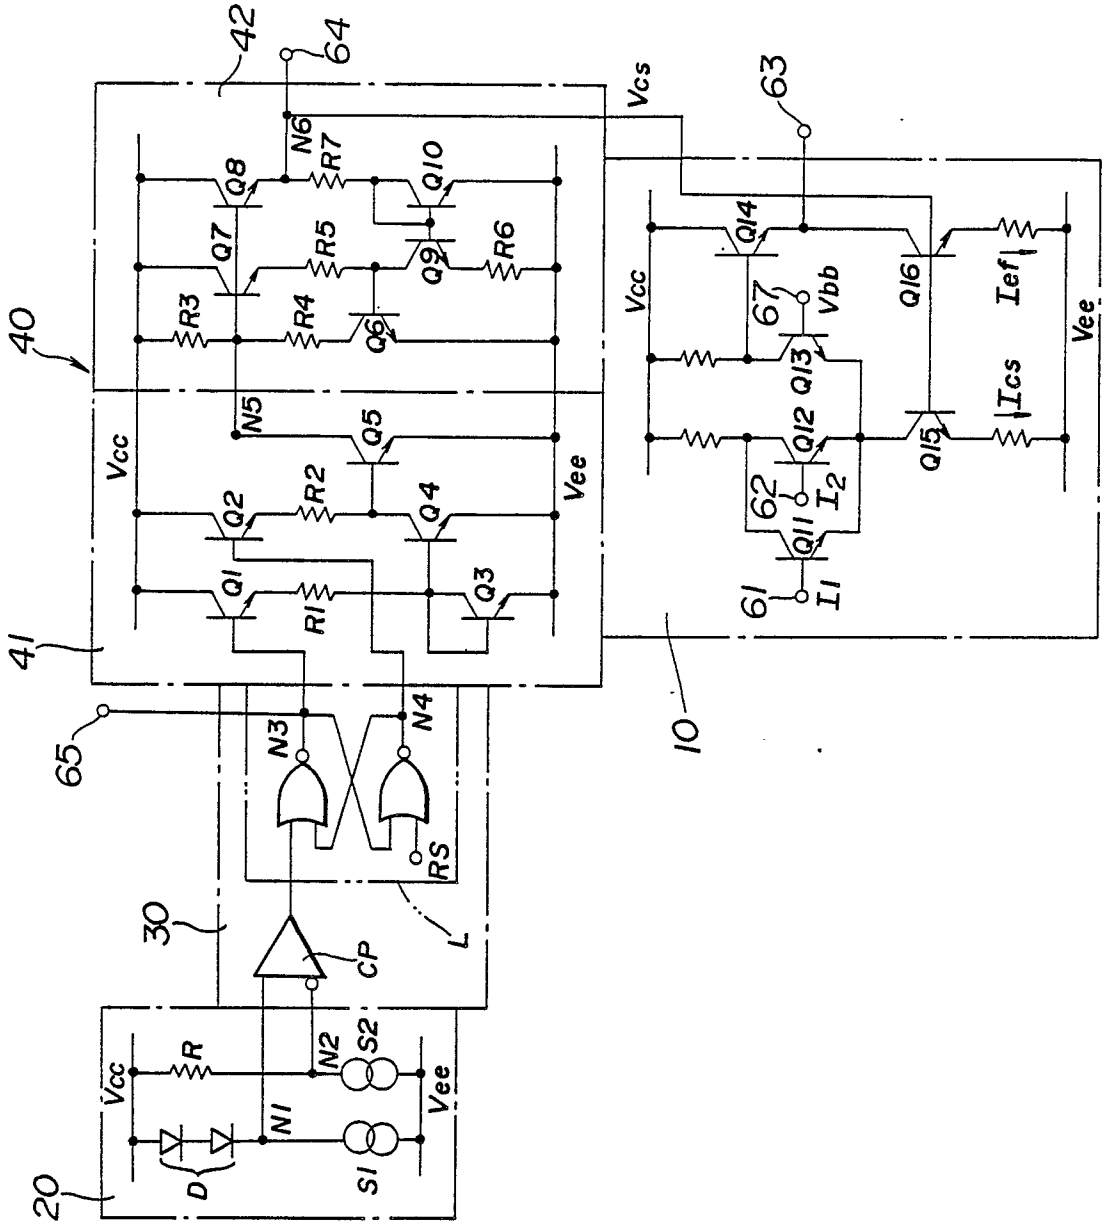 20
Vcc
D
R
N1
N2
S1
S2
Vee
30
CP
L
65
N3
N4
RS
41
40
42
Vcc
Q1
Q2
R1
R2
Q3
Q4
Q5
N5
Vee
R3
R4
Q6
Q7
R5
Q9
R6
Q8
N6
R7
Q10
64
Vcs
10
61
I1
Q11
62
I2
Q12
Vcc
Q13
67
Vbb
Q14
63
Q15
Ics
Q16
Ief
Vee